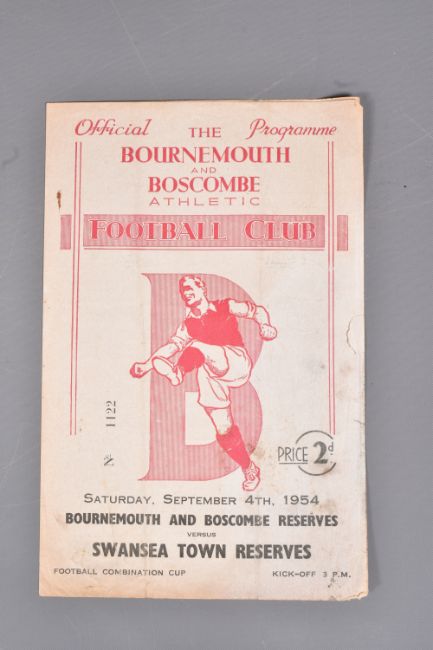 Official THE Programme
BOURNEMOUTH
AND
BOSCOMBE
ATHLETIC
FOOTBALL CLUB
B
Nº 1122
PRICE 2d
SATURDAY, SEPTEMBER 4TH, 1954
BOURNEMOUTH AND BOSCOMBE RESERVES
VERSUS
SWANSEA TOWN RESERVES
FOOTBALL COMBINATION CUP KICK-OFF 3 P.M.